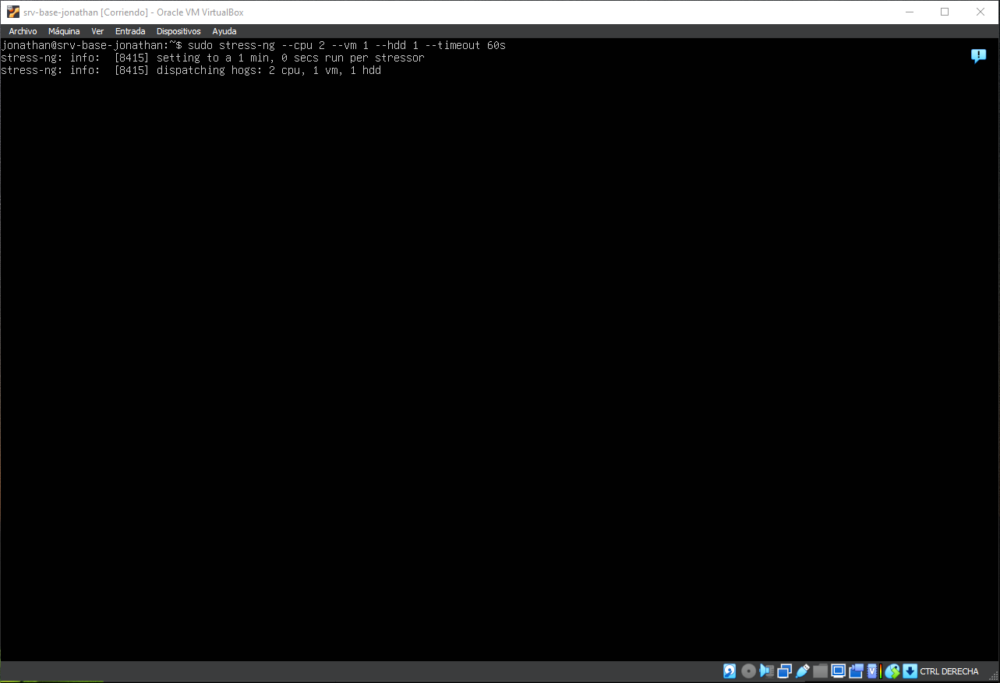 srv-base-jonathan [Corriendo] - Oracle VM VirtualBox
Archivo Máquina Ver Entrada Dispositivos Ayuda
jonathan@srv-base-jonathan:~$ sudo stress-ng --cpu 2 --vm 1 --hdd 1 --timeout 60s
stress-ng: info:  [8415] setting to a 1 min, 0 secs run per stressor
stress-ng: info:  [8415] dispatching hogs: 2 cpu, 1 vm, 1 hdd
CTRL DERECHA